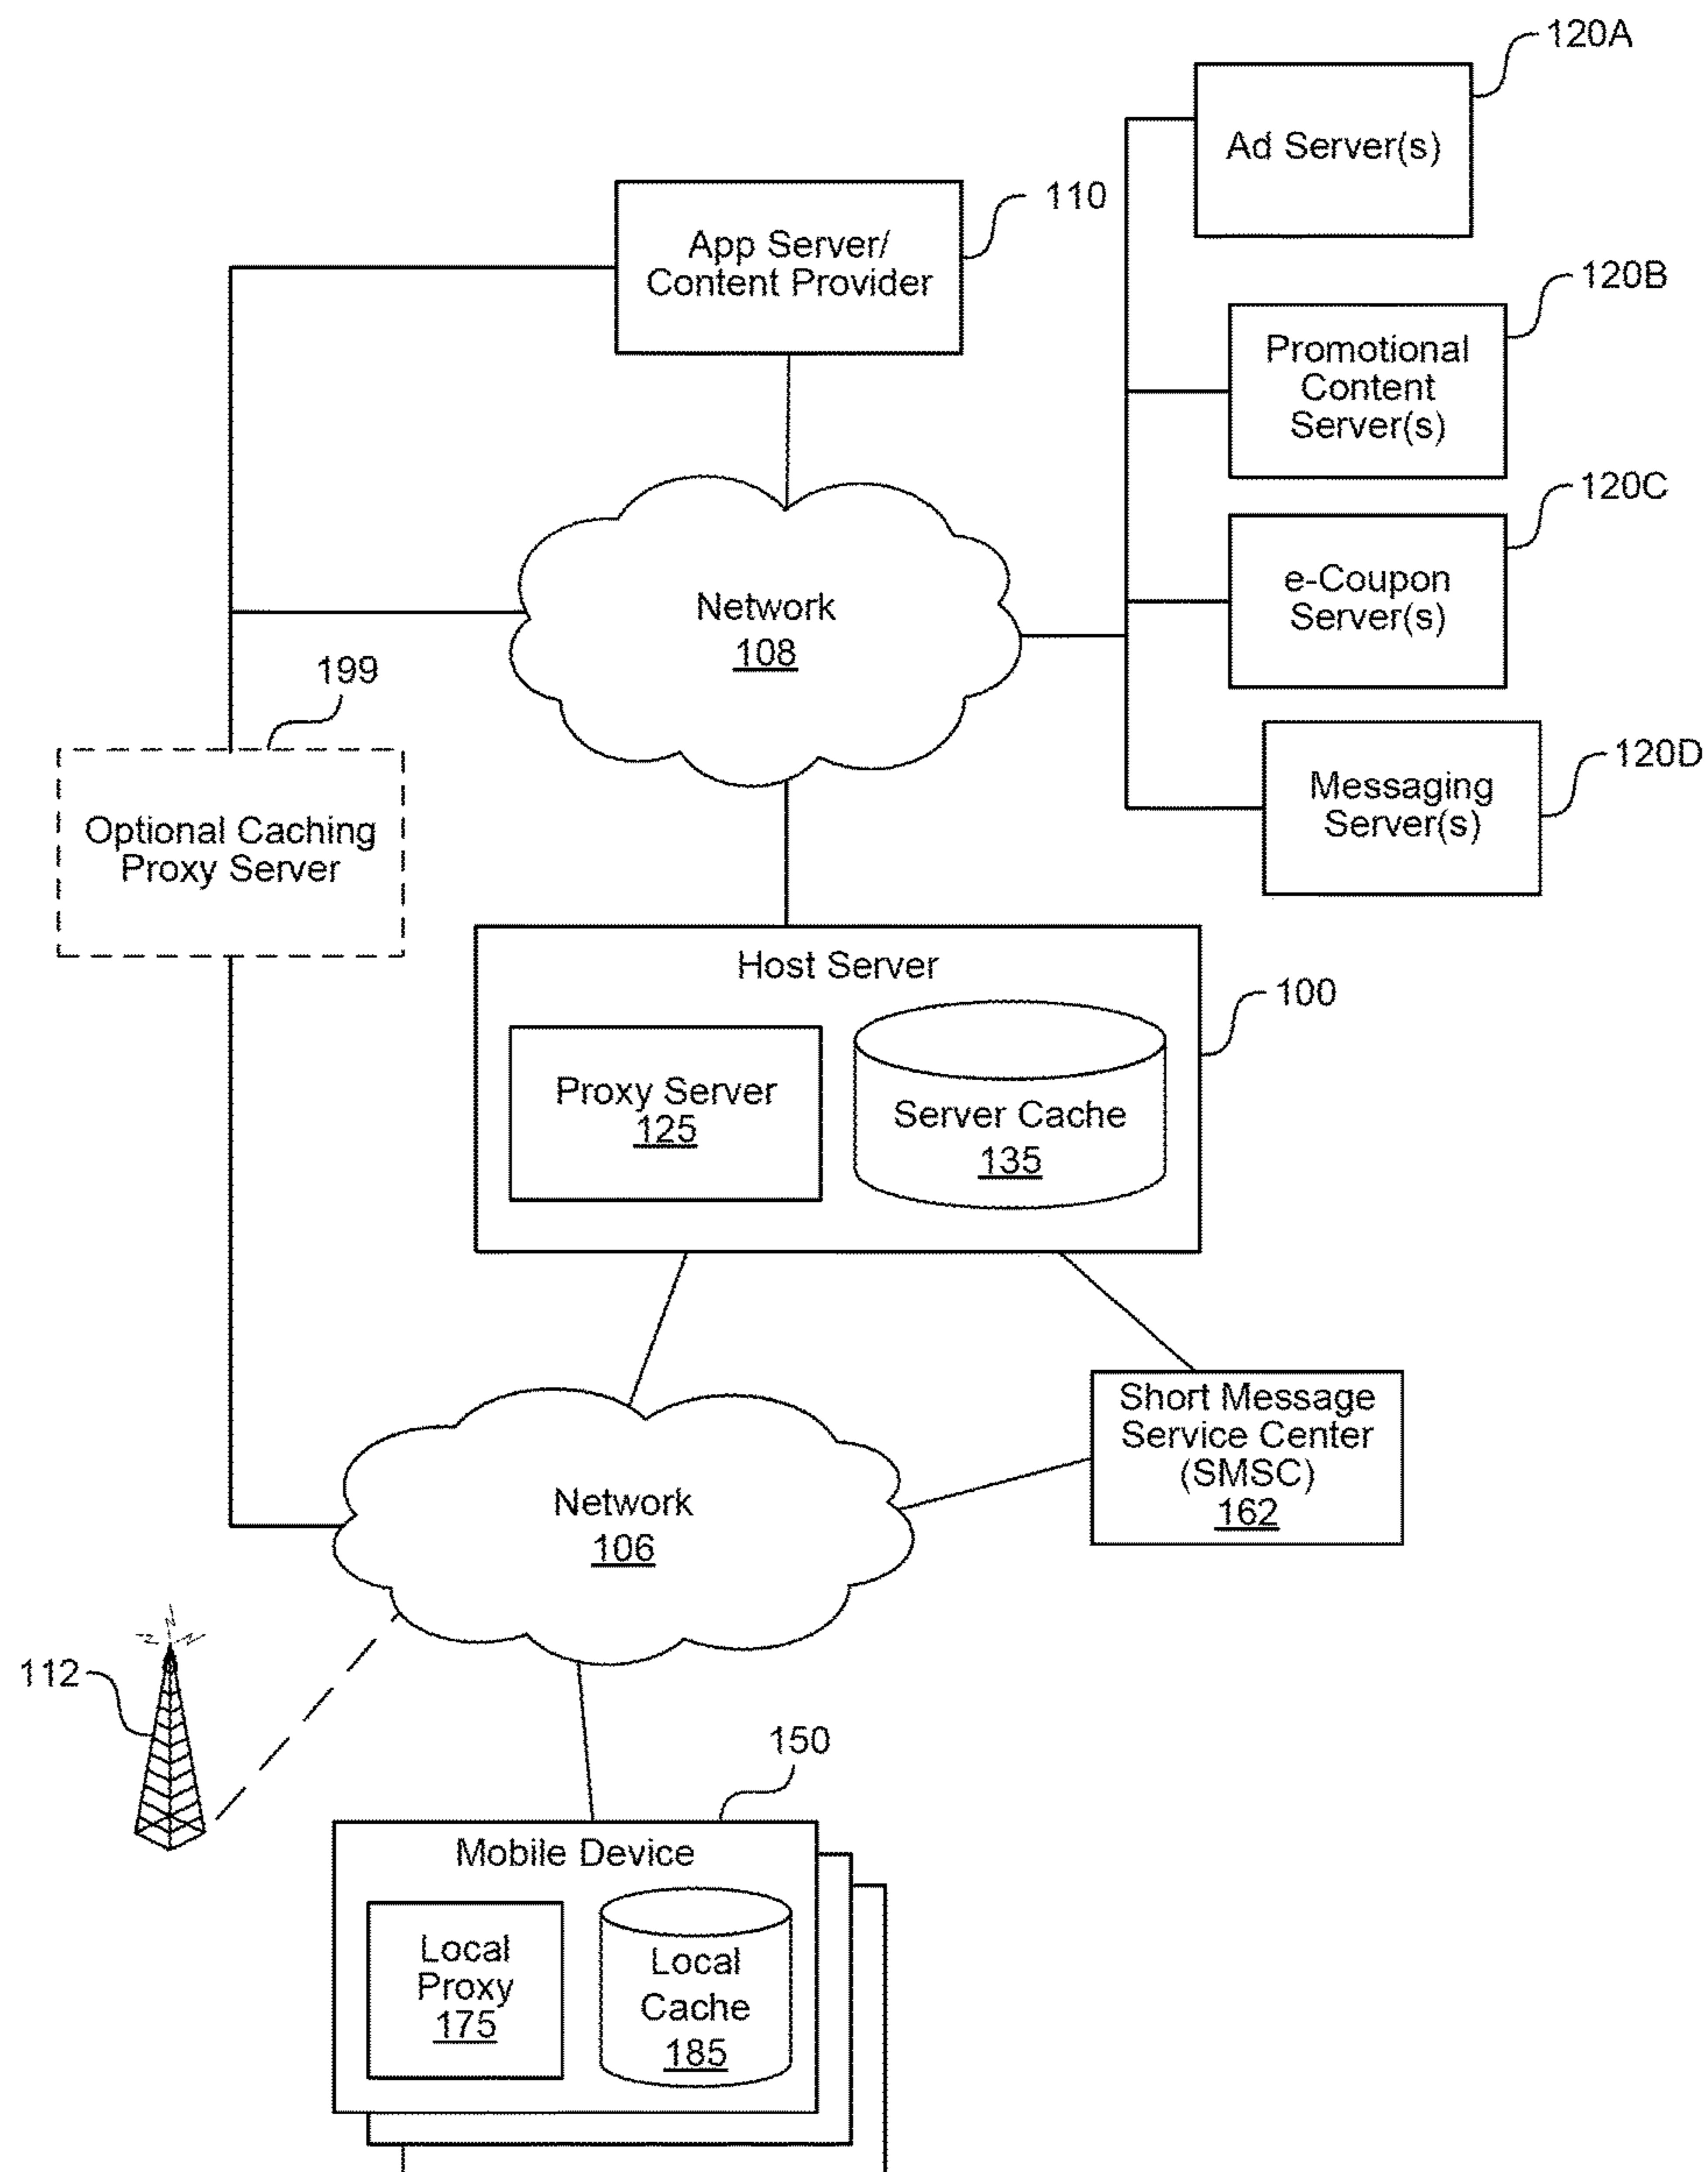 120A
Ad Server(s)
110
App Server/
Content Provider
120B
Promotional
Content
Server(s)
120C
e-Coupon
Server(s)
Network
108
199
120D
Messaging
Server(s)
Optional Caching
Proxy Server
Host Server
100
Proxy Server
125
Server Cache
135
Short Message
Service Center
(SMSC)
162
Network
106
112
150
Mobile Device
Local
Proxy
175
Local
Cache
185